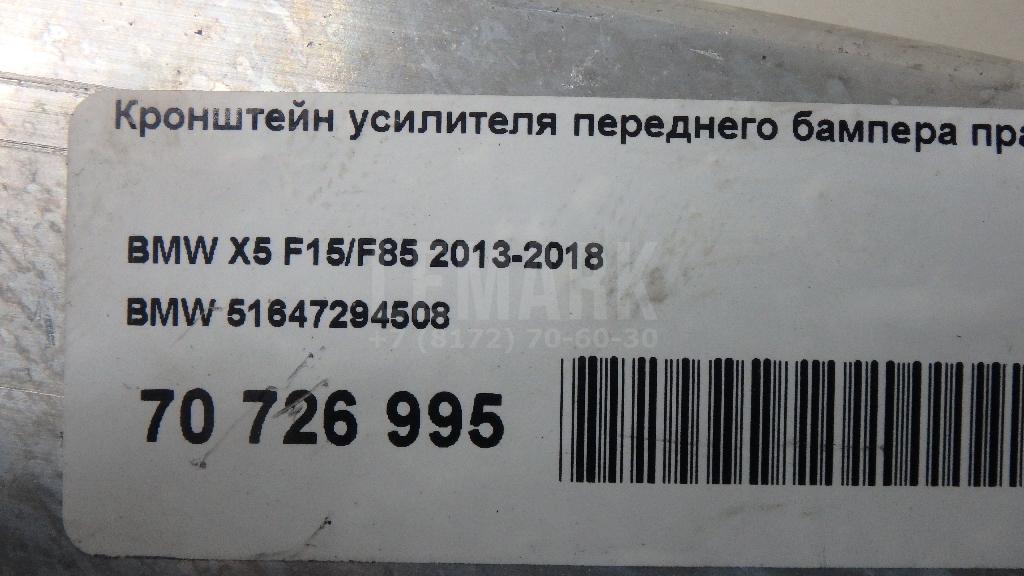 Кронштейн усилителя переднего бампера пра
BMW X5 F15/F85 2013-2018
TEMARK
BMW 51647294508
+7 (8172) 70-60-30
70 726 995